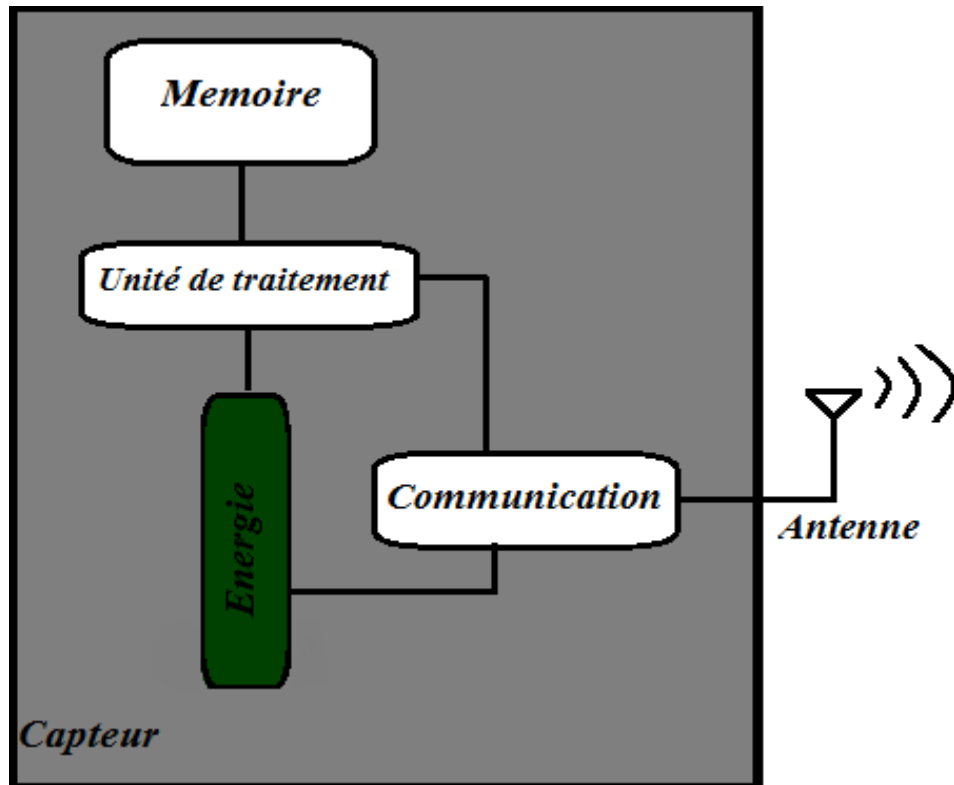 Memoire
Unité de traitement
Communication
Energie
Antenne
Capteur